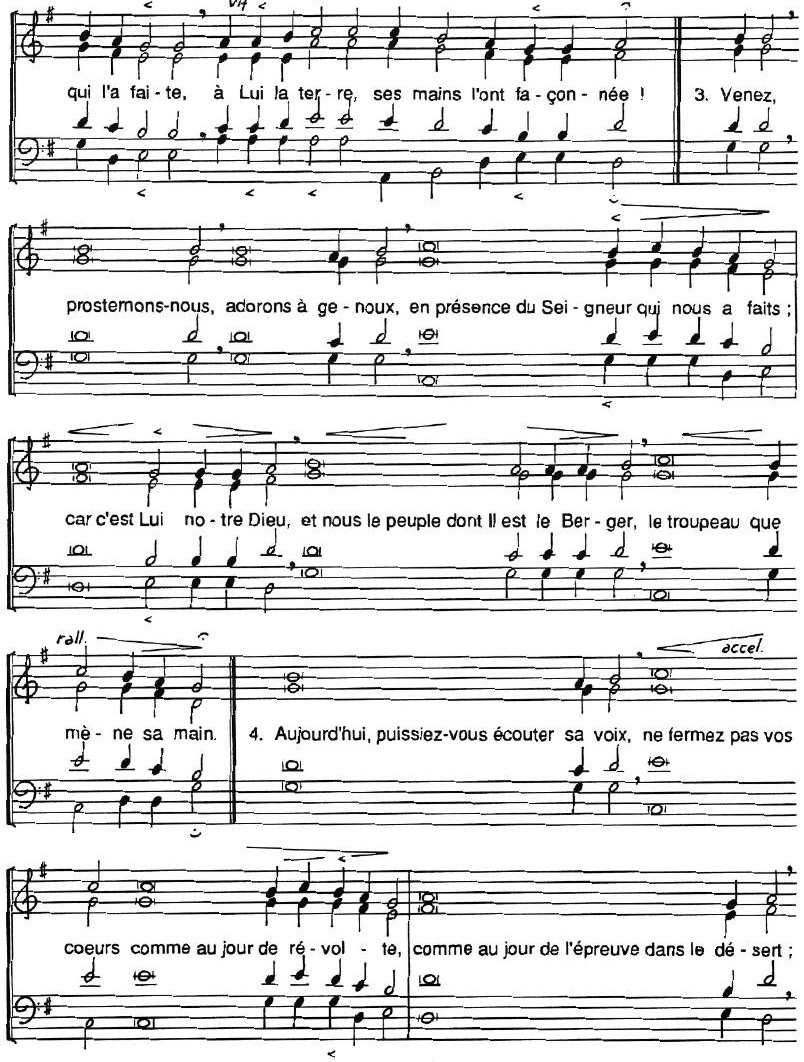 vif
qui l'a fai-te, à Lui la ter-re, ses mains l'ont fa-çon-née ! 3. Venez,
prosternons-nous, adorons à ge-noux, en présence du Sei-gneur qui nous a faits ;
car c'est Lui no-tre Dieu, et nous le peuple dont Il est le Ber-ger, le troupeau que
rall. accel.
mè-ne sa main. 4. Aujourd'hui, puissiez-vous écouter sa voix, ne fermez pas vos
coeurs comme au jour de ré-vol-te, comme au jour de l'épreuve dans le dé-sert ;